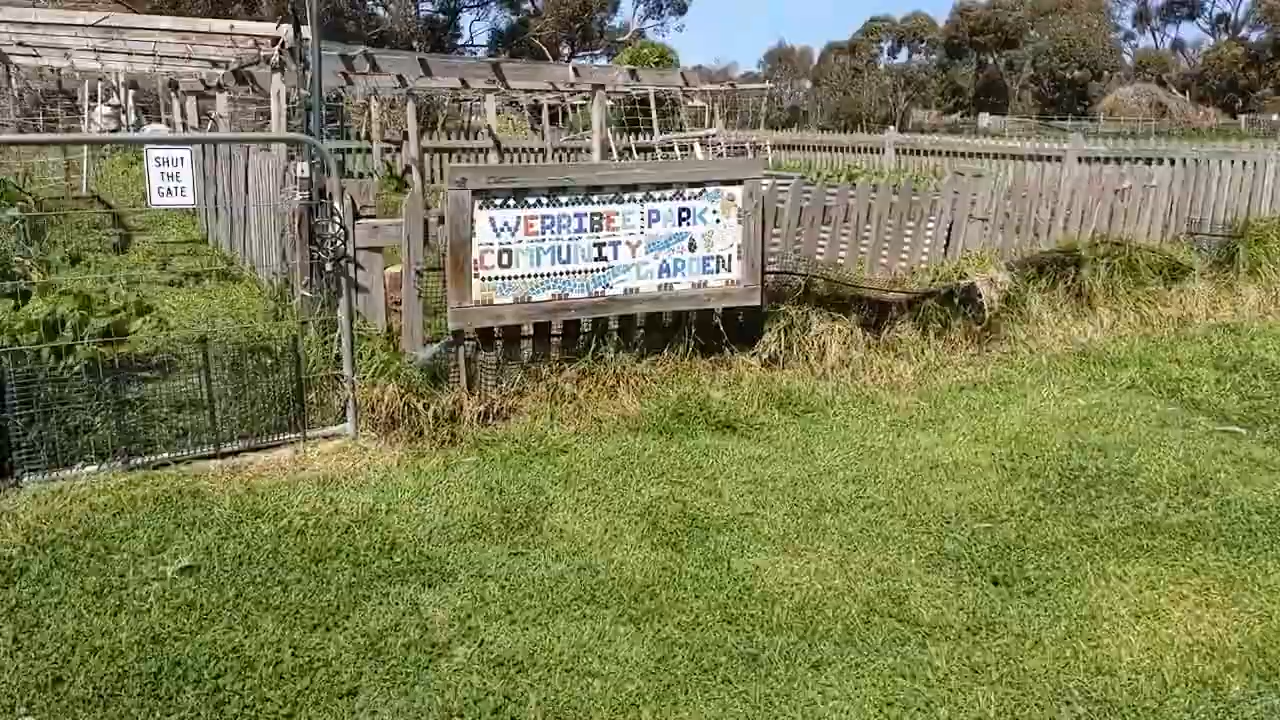 SHUT
THE
GATE
WERRIBEE PARK
COMMUNITY
GARDEN